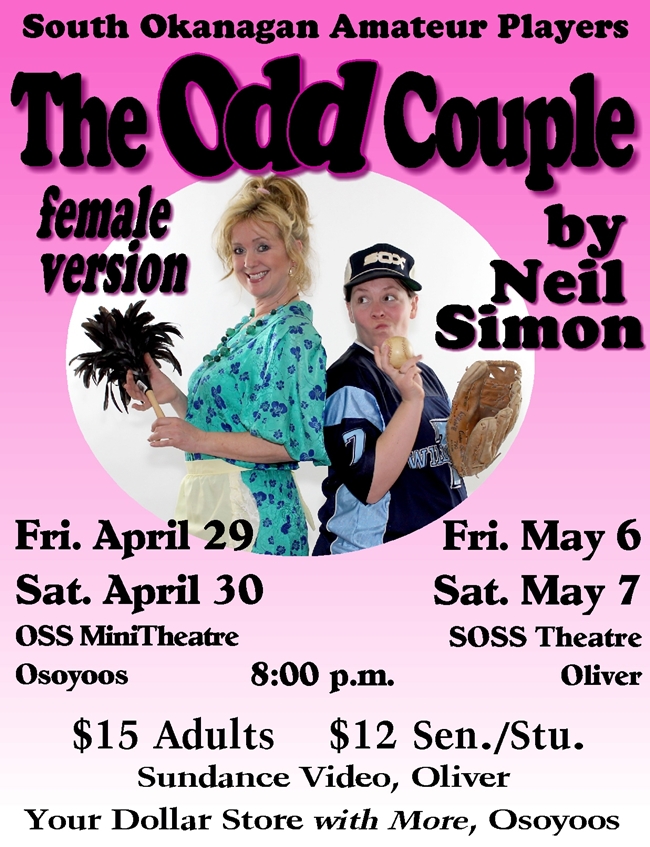 South Okanagan Amateur Players
The Odd Couple
female
version
by
Neil
Simon
SOAP
7
Fri. April 29
Sat. April 30
OSS MiniTheatre
Osoyoos
8:00 p.m.
Fri. May 6
Sat. May 7
SOSS Theatre
Oliver
$15 Adults $12 Sen./Stu.
Sundance Video, Oliver
Your Dollar Store with More, Osoyoos